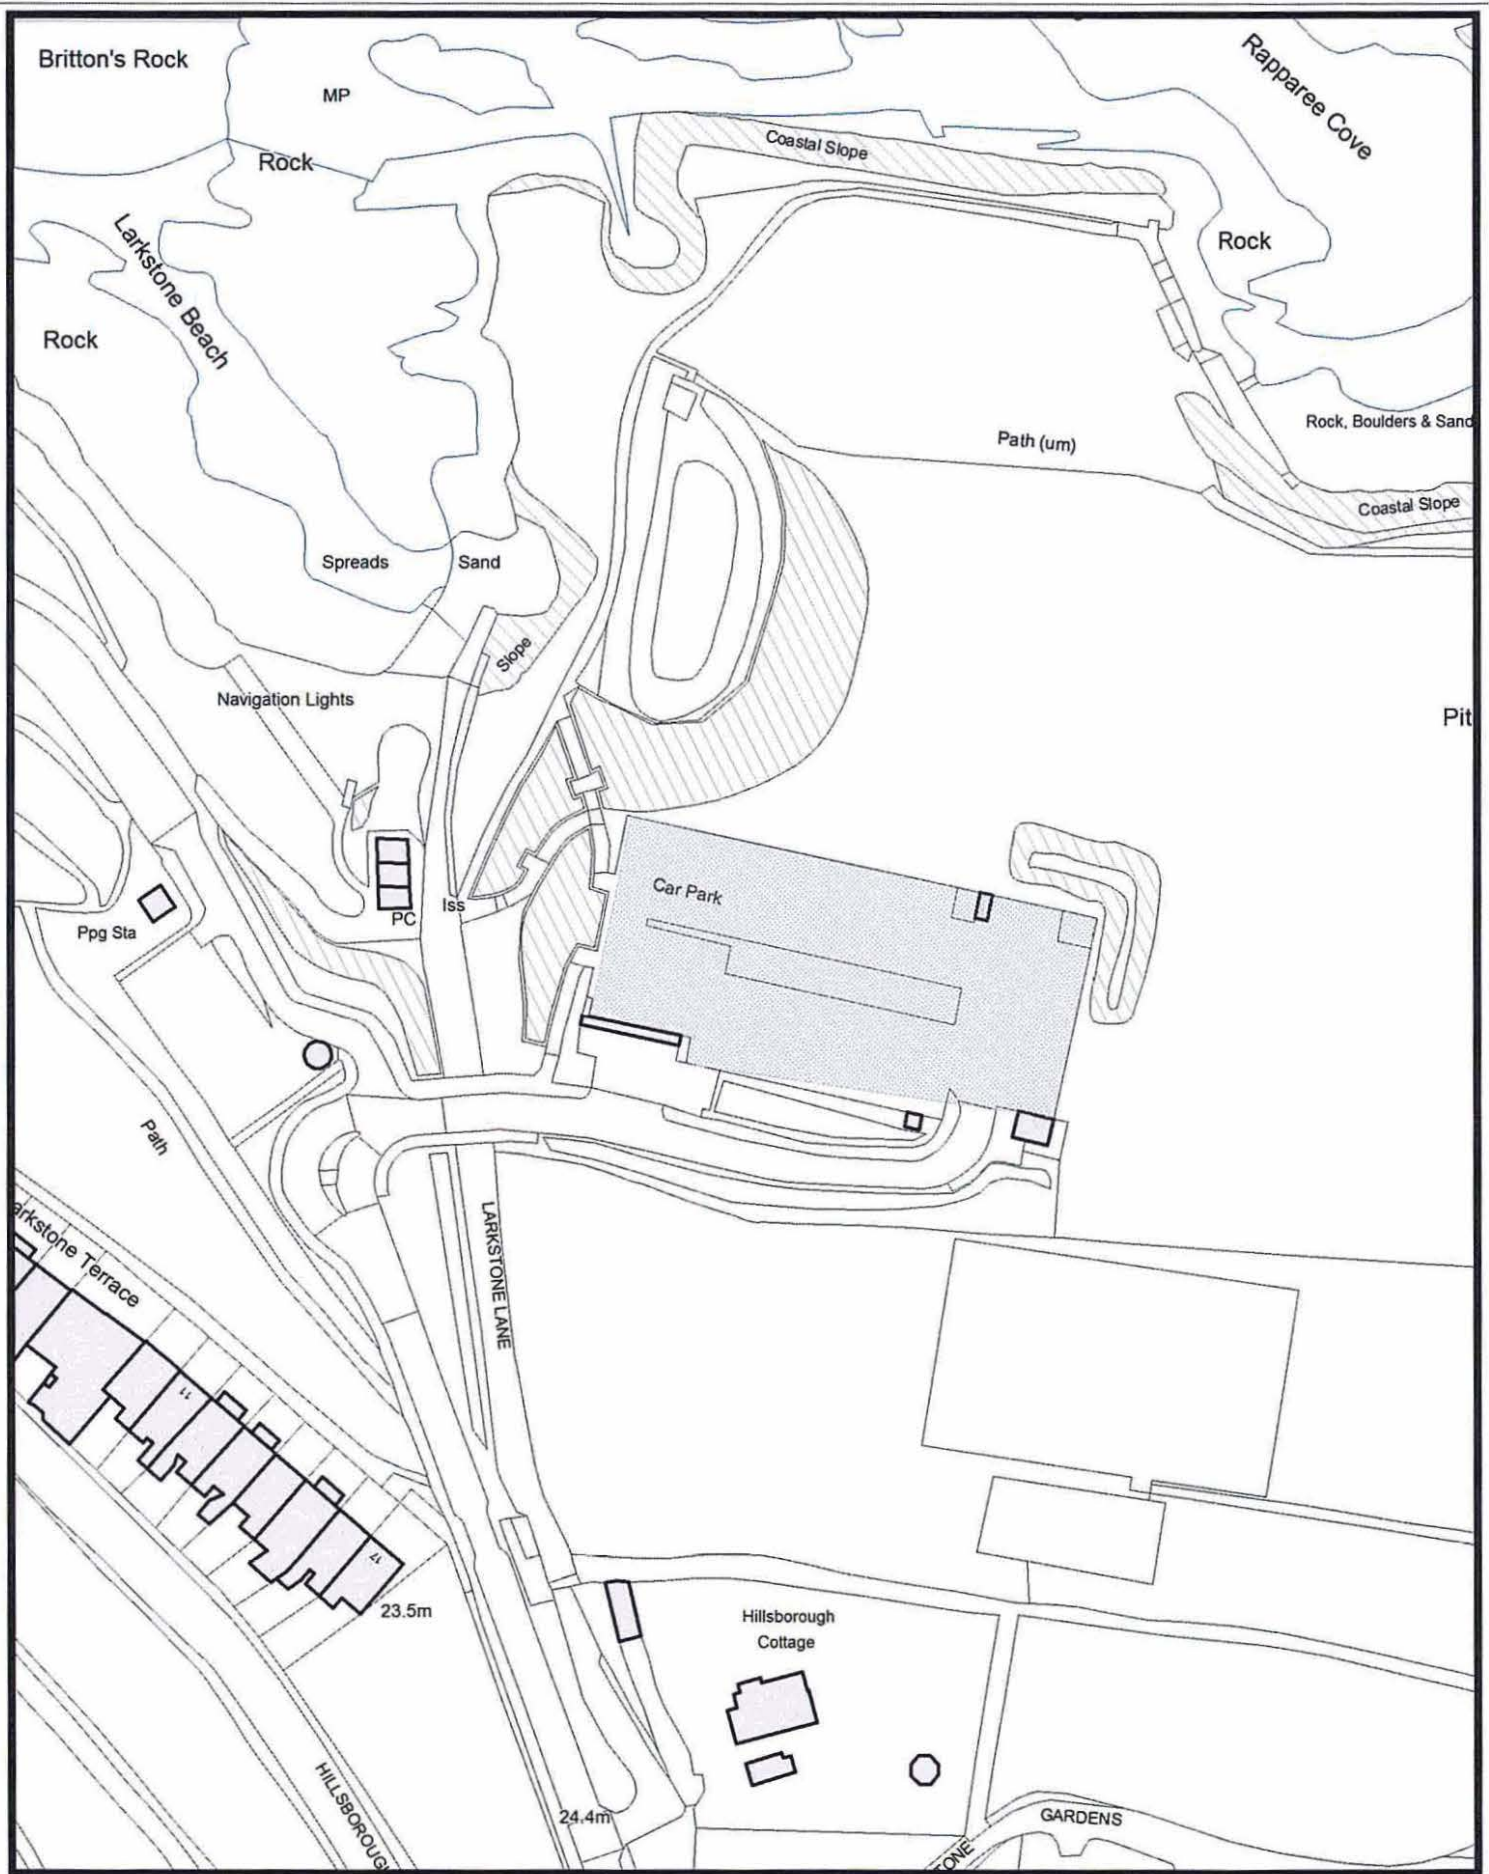 Britton's Rock
MP
Rapparee Cove
Coastal Slope
Rock
Larkstone Beach
Rock
Rock
Path (um)
Rock, Boulders & Sand
Coastal Slope
Spreads
Sand
Slope
Navigation Lights
Pit
Car Park
PC
Iss
Ppg Sta
Path
LARKSTONE LANE
arkstone Terrace
11
17
23.5m
Hillsborough
Cottage
HILLSBOROUGH
24.4m
GARDENS
TONE